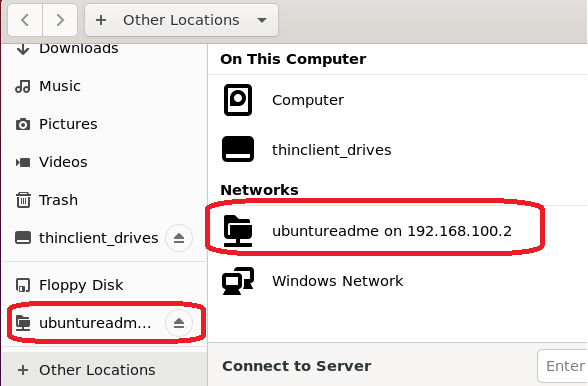 Other Locations
Downloads
Music
Pictures
Videos
Trash
thinclient_drives
Floppy Disk
ubuntureadm...
Other Locations
On This Computer
Computer
thinclient_drives
Networks
ubuntureadme on 192.168.100.2
Windows Network
Connect to Server
Enter